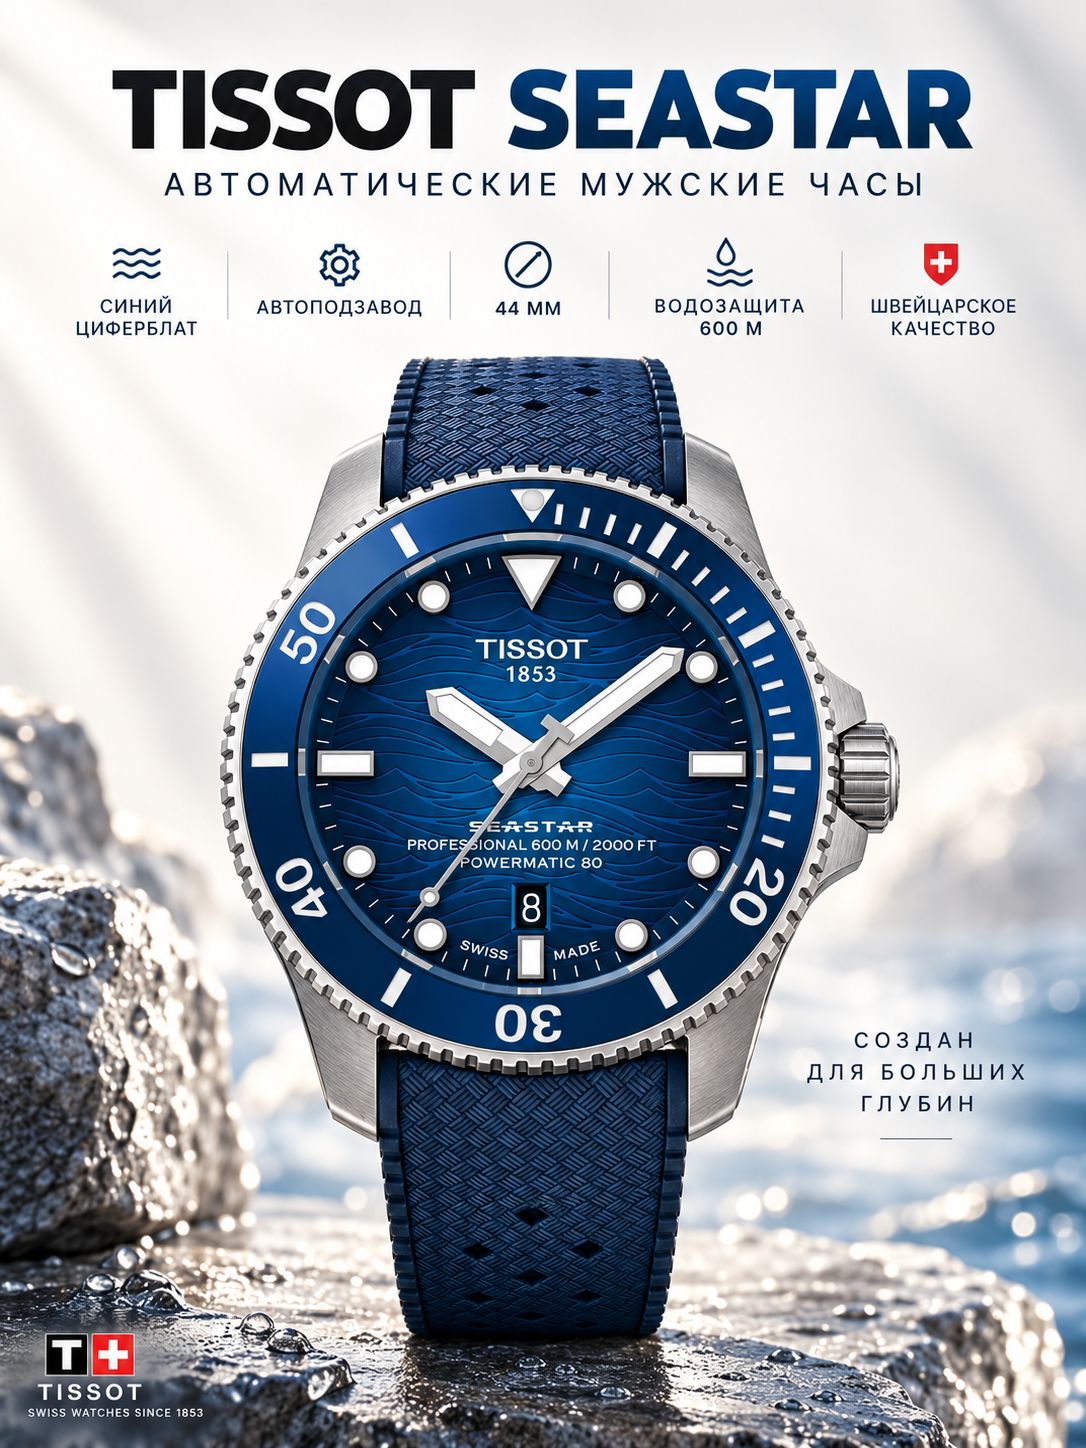 TISSOT SEASTAR
АВТОМАТИЧЕСКИЕ МУЖСКИЕ ЧАСЫ
СИНИЙ
ЦИФЕРБЛАТ
АВТОПОДЗАВОД
44 ММ
ВОДОЗАЩИТА
600 М
ШВЕЙЦАРСКОЕ
КАЧЕСТВО
50
20
40
30
TISSOT
1853
SEASTAR
PROFESSIONAL 600 M / 2000 FT
POWERMATIC 80
8
SWISS MADE
СОЗДАН
ДЛЯ БОЛЬШИХ
ГЛУБИН
T
TISSOT
SWISS WATCHES SINCE 1853